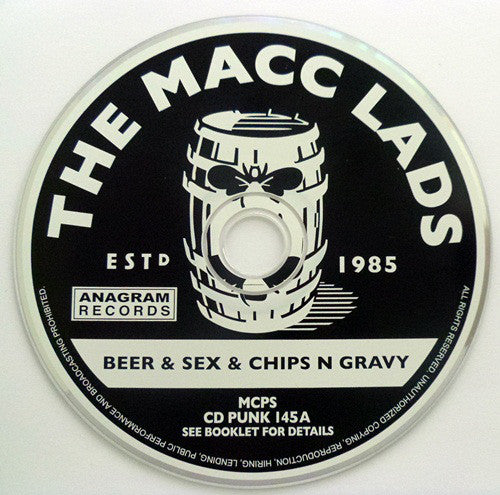 THE MACC LADS
ESTD 1985
ANAGRAM
RECORDS
BEER & SEX & CHIPS N GRAVY
MCPS
CD PUNK 145A
SEE BOOKLET FOR DETAILS
ALL RIGHTS RESERVED. UNAUTHORIZED COPYING, REPRODUCTION, HIRING, LENDING, PUBLIC PERFORMANCE AND BROADCASTING PROHIBITED.